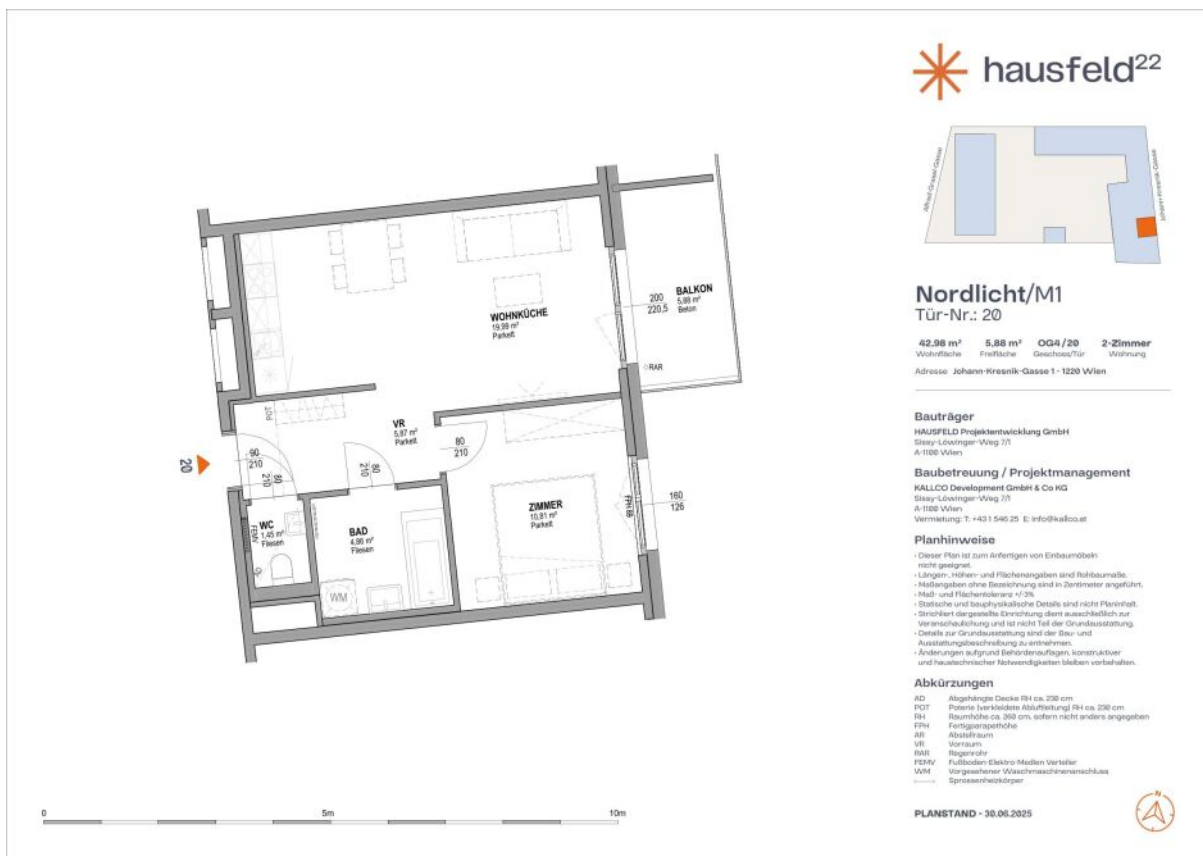 hausfeld²²
Alfred-Grissel-Gasse
Johann-Kresnik-Gasse
Nordlicht/M1
Tür-Nr.: 20
42.98 m² 5,88 m² OG4/20 2-Zimmer
Wohnfläche Freifläche Geschoss/Tür Wohnung
Adresse Johann-Kresnik-Gasse 1 - 1220 Wien
Bauträger
HAUSFELD Projektentwicklung GmbH
Sissy-Löwinger-Weg 7/1
A-1100 Wien
Baubetreuung / Projektmanagement
KALLCO Development GmbH & Co KG
Sissy-Löwinger-Weg 7/1
A-1100 Wien
Vermietung: T: +43 1 546 25 E: info@kallco.at
Planhinweise
- Dieser Plan ist zum Anfertigen von Einbaumöbeln
nicht geeignet.
- Längen-, Höhen- und Flächenangaben sind Rohbaumaße.
- Maßangaben ohne Bezeichnung sind in Zentimeter angeführt.
- Maß- und Flächentoleranz +/-3%
- Statische und bauphysikalische Details sind nicht Planinhalt.
- Strichliert dargestellte Einrichtung dient ausschließlich zur
Veranschaulichung und ist nicht Teil der Grundausstattung.
- Details zur Grundausstattung sind der Bau- und
Ausstattungsbeschreibung zu entnehmen.
- Änderungen aufgrund Behördenauflagen, konstruktiver
und haustechnischer Notwendigkeiten bleiben vorbehalten.
Abkürzungen
AD Abgehängte Decke RH ca. 230 cm
POT Poterie (verkleidete Abluftleitung) RH ca. 230 cm
RH Raumhöhe ca. 260 cm, sofern nicht anders angegeben
FPH Fertigparapethöhe
AR Abstellraum
VR Vorraum
RAR Regenrohr
FEMV Fußboden-Elektro-Medien Verteiler
WM Vorgesehener Waschmaschinenanschluss
Sprossenheizkörper
PLANSTAND - 30.06.2025
N
WOHNKÜCHE
19,99 m²
Parkett
200
220,5
BALKON
5,88 m²
Beton
RAR
POT
VR
5,87 m²
Parkett
80
210
20
90
210
80
210
80
210
WC
1,45 m²
Fliesen
FEMV
BAD
4,86 m²
Fliesen
WM
ZIMMER
10,81 m²
Parkett
160
126
0 5m 10m